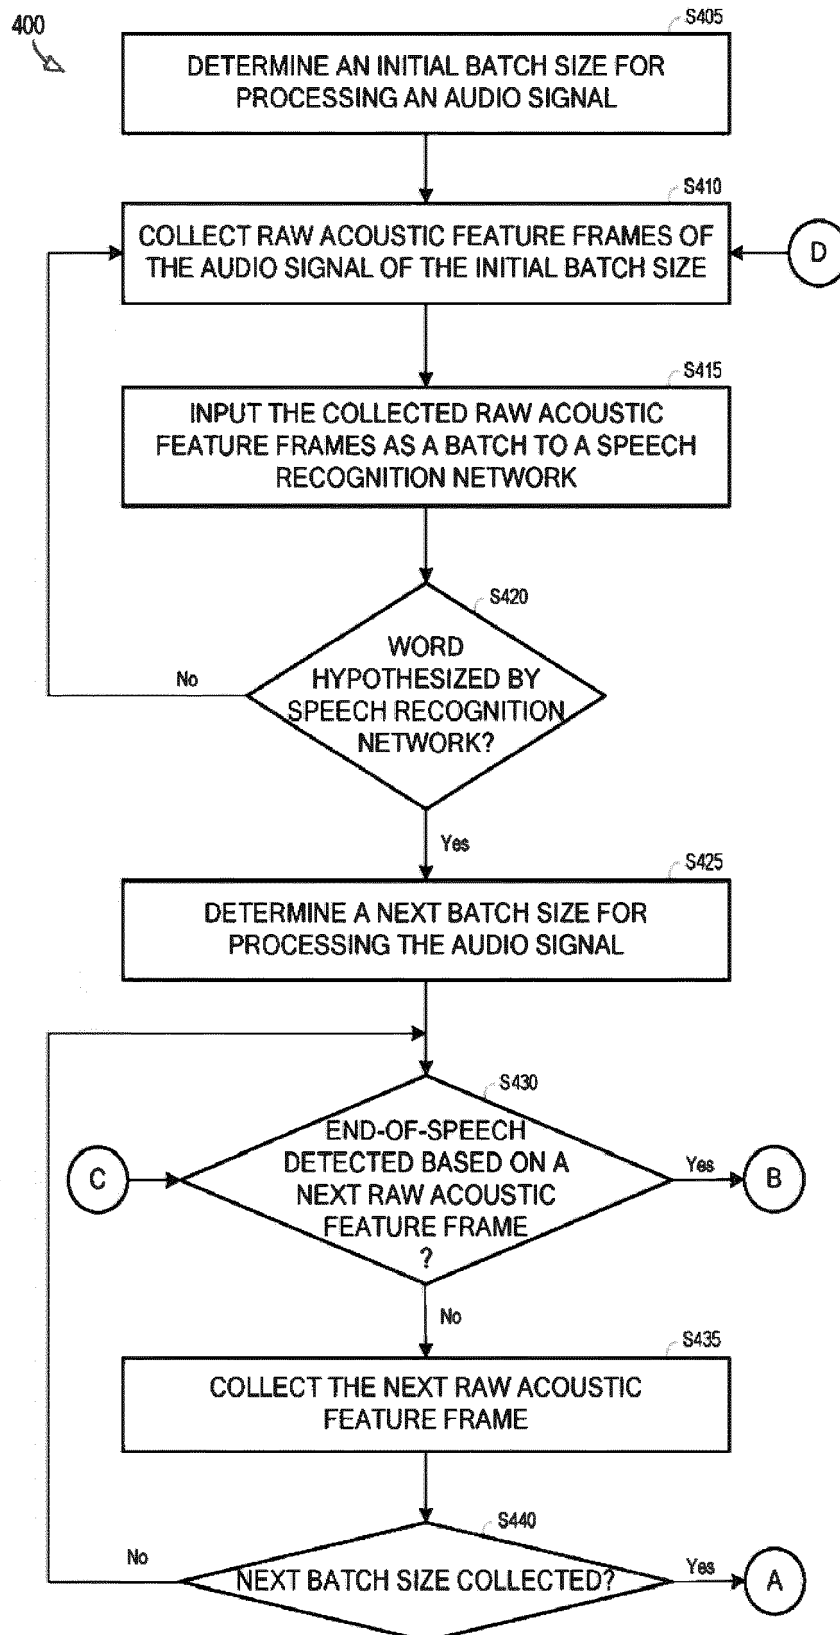 400
S405
DETERMINE AN INITIAL BATCH SIZE FOR
PROCESSING AN AUDIO SIGNAL
S410
COLLECT RAW ACOUSTIC FEATURE FRAMES OF
THE AUDIO SIGNAL OF THE INITIAL BATCH SIZE
D
S415
INPUT THE COLLECTED RAW ACOUSTIC
FEATURE FRAMES AS A BATCH TO A SPEECH
RECOGNITION NETWORK
S420
WORD
HYPOTHESIZED BY
SPEECH RECOGNITION
NETWORK?
No
Yes
S425
DETERMINE A NEXT BATCH SIZE FOR
PROCESSING THE AUDIO SIGNAL
S430
END-OF-SPEECH
DETECTED BASED ON A
NEXT RAW ACOUSTIC
FEATURE FRAME
?
C
Yes
B
No
S435
COLLECT THE NEXT RAW ACOUSTIC
FEATURE FRAME
S440
No
NEXT BATCH SIZE COLLECTED?
Yes
A